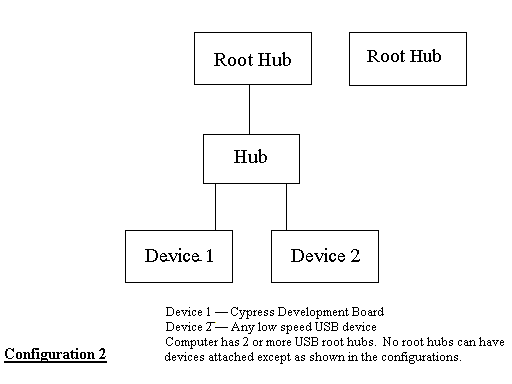 Root Hub
Root Hub
Hub
Device 1
Device 2
Device 1 — Cypress Development Board
Device 2 — Any low speed USB device
Computer has 2 or more USB root hubs.  No root hubs can have
devices attached except as shown in the configurations.
Configuration 2